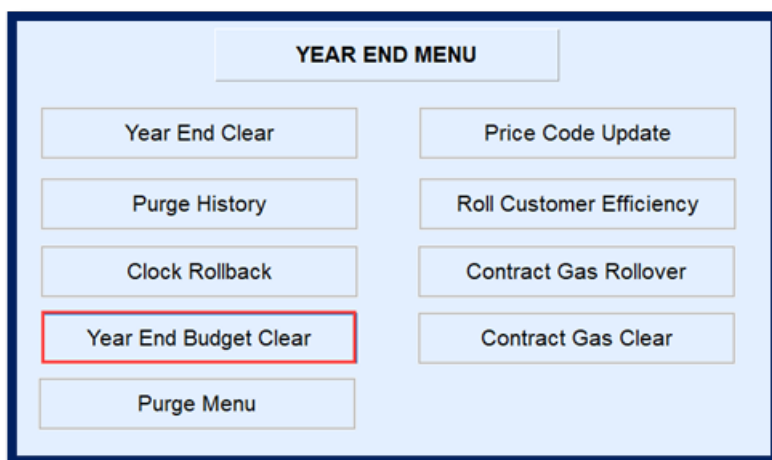 YEAR END MENU
Year End Clear
Price Code Update
Purge History
Roll Customer Efficiency
Clock Rollback
Contract Gas Rollover
Year End Budget Clear
Contract Gas Clear
Purge Menu